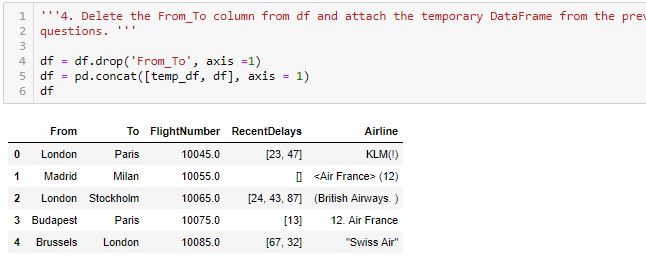 1 '''4. Delete the From_To column from df and attach the temporary DataFrame from the prev
2 questions. '''
3
4 df = df.drop('From_To', axis =1)
5 df = pd.concat([temp_df, df], axis = 1)
6 df
From To FlightNumber RecentDelays Airline
0 London Paris 10045.0 [23, 47] KLM(!)
1 Madrid Milan 10055.0 [] <Air France> (12)
2 London Stockholm 10065.0 [24, 43, 87] (British Airways. )
3 Budapest Paris 10075.0 [13] 12. Air France
4 Brussels London 10085.0 [67, 32] "Swiss Air"